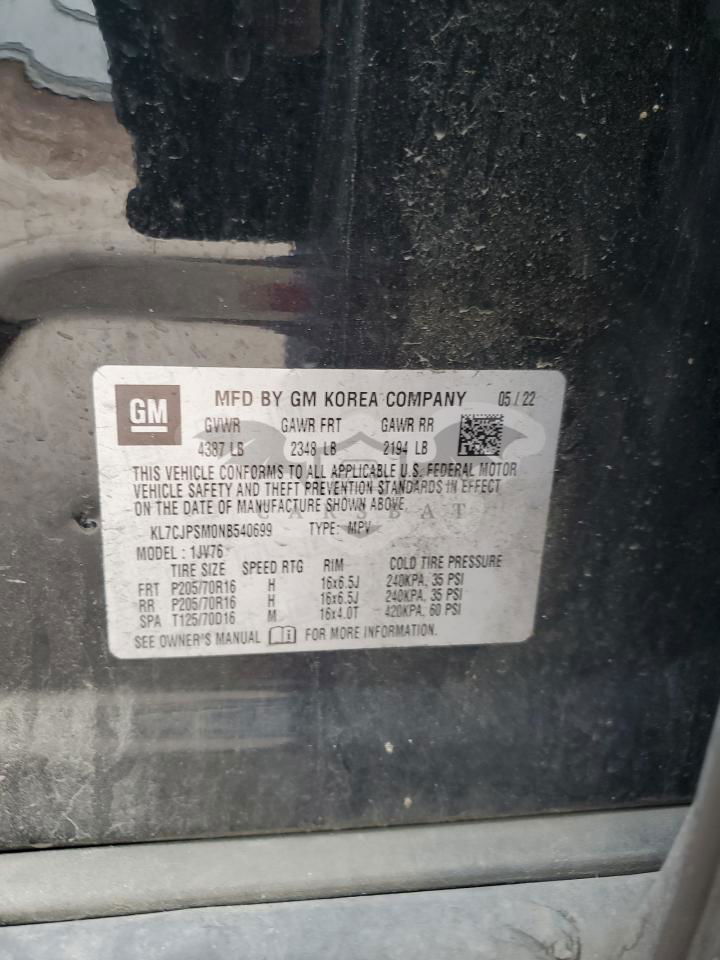 GM MFD BY GM KOREA COMPANY 05/22
GVWR GAWR FRT GAWR RR
4387 LB 2348 LB 2194 LB
THIS VEHICLE CONFORMS TO ALL APPLICABLE U.S. FEDERAL MOTOR
VEHICLE SAFETY AND THEFT PREVENTION STANDARDS IN EFFECT
ON THE DATE OF MANUFACTURE SHOWN ABOVE.
CARSBAT
KL7CJPSM0NB540699 TYPE: MPV
MODEL : 1JV76
TIRE SIZE SPEED RTG RIM COLD TIRE PRESSURE
FRT P205/70R16 H 16x6.5J 240KPA, 35 PSI
RR P205/70R16 H 16x6.5J 240KPA, 35 PSI
SPA T125/70D16 M 16x4.0T 420KPA, 60 PSI
SEE OWNER'S MANUAL FOR MORE INFORMATION.